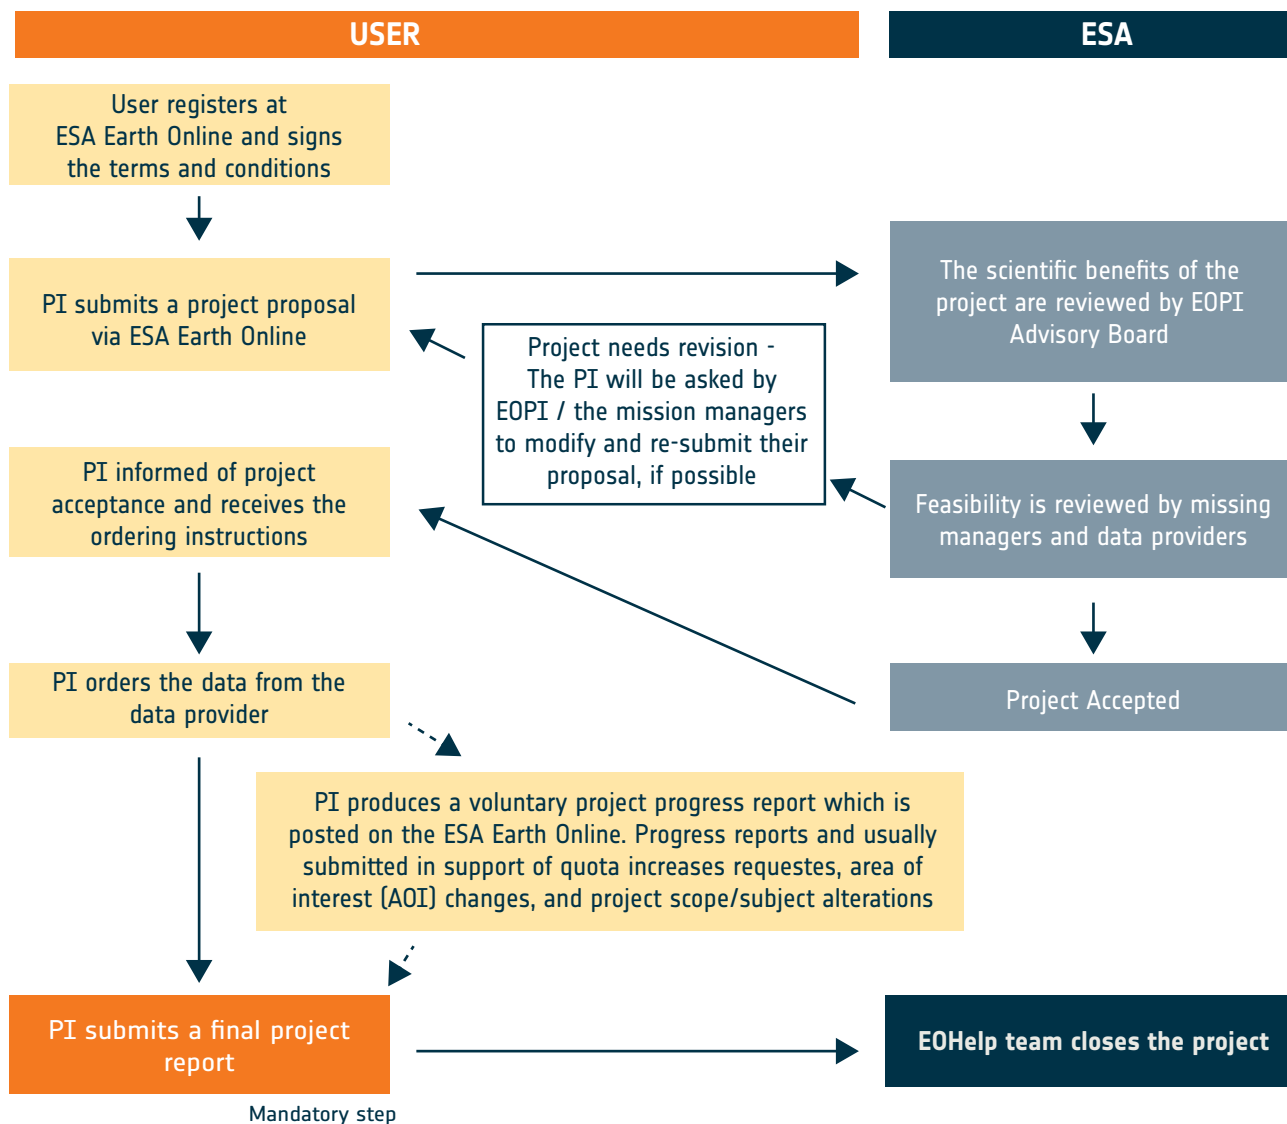 USER
ESA
User registers at
ESA Earth Online and signs
the terms and conditions
PI submits a project proposal
via ESA Earth Online
The scientific benefits of the
project are reviewed by EOPI
Advisory Board
Project needs revision -
The PI will be asked by
EOPI / the mission managers
to modify and re-submit their
proposal, if possible
PI informed of project
acceptance and receives the
ordering instructions
Feasibility is reviewed by missing
managers and data providers
PI orders the data from the
data provider
Project Accepted
PI produces a voluntary project progress report which is
posted on the ESA Earth Online. Progress reports and usually
submitted in support of quota increases requestes, area of
interest (AOI) changes, and project scope/subject alterations
PI submits a final project
report
EOHelp team closes the project
Mandatory step